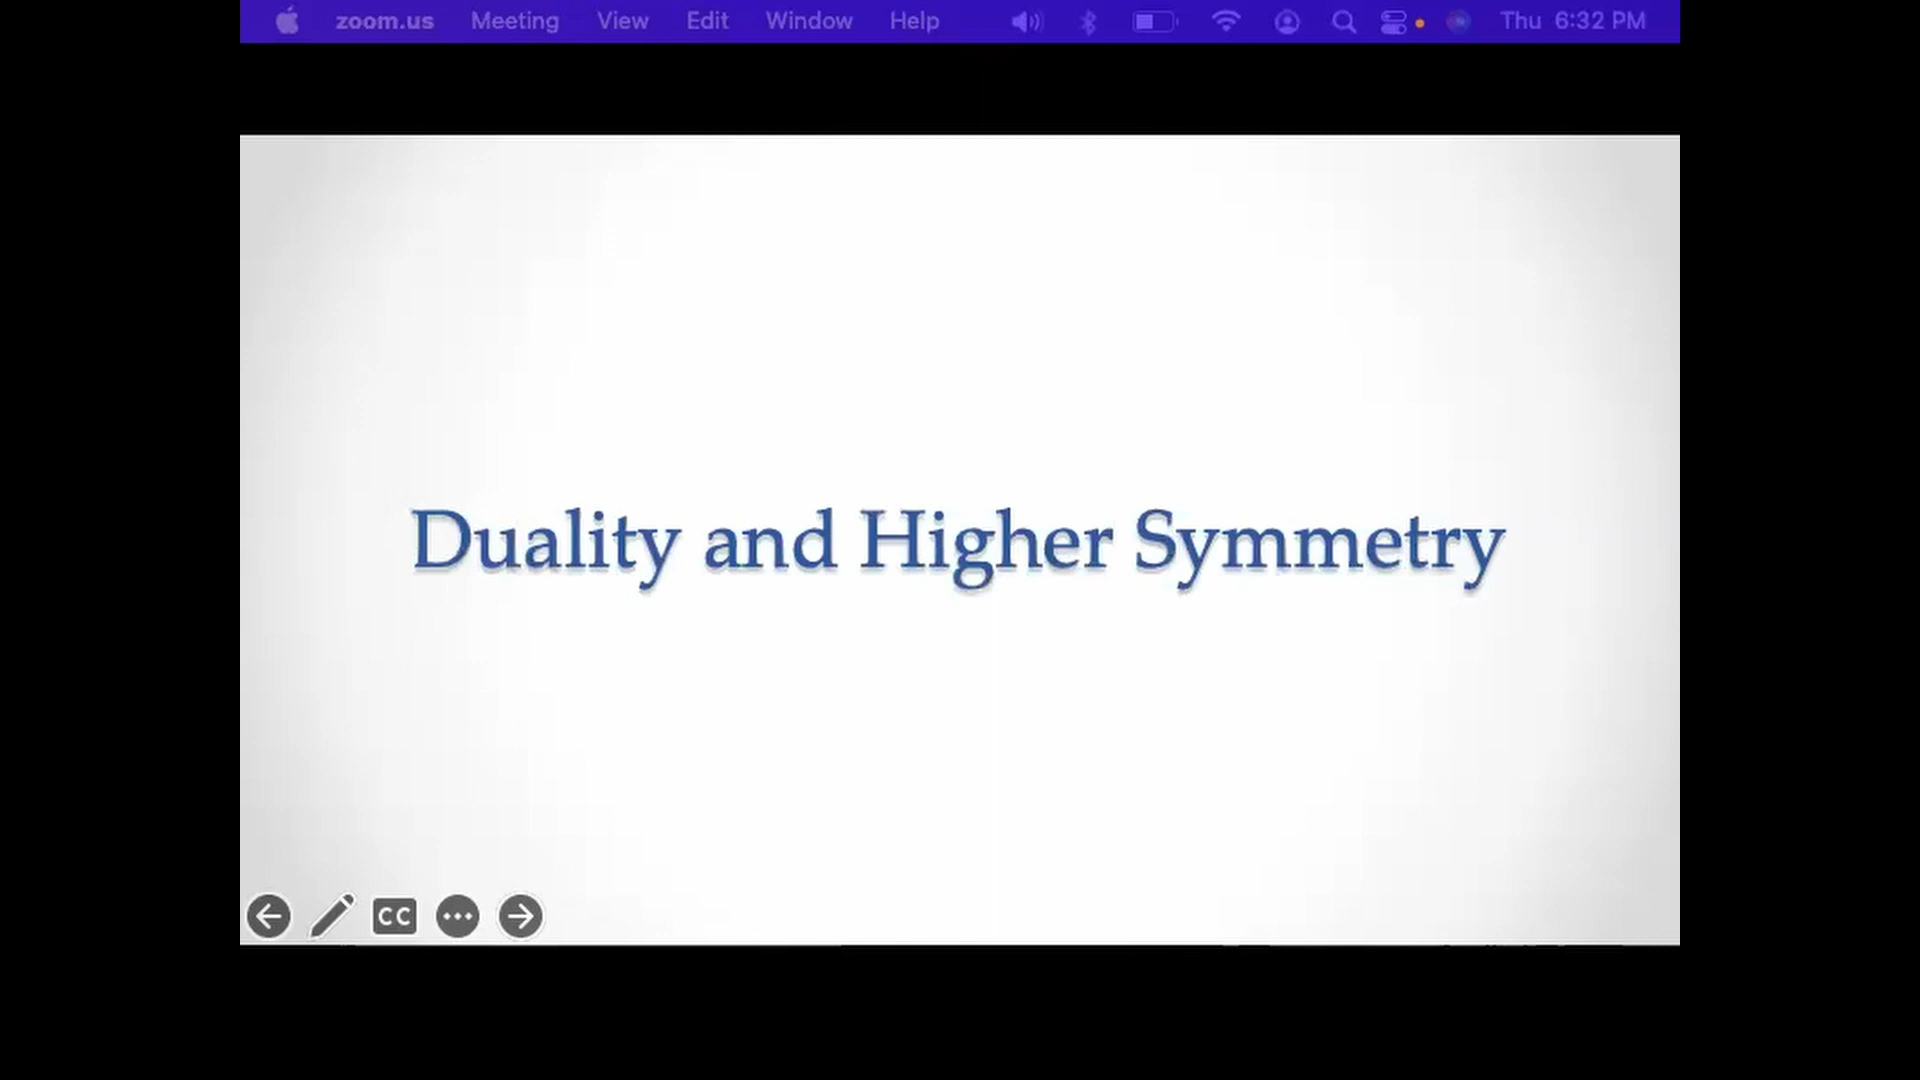 zoom.us Meeting View Edit Window Help Thu 6:32 PM
Duality and Higher Symmetry
CC